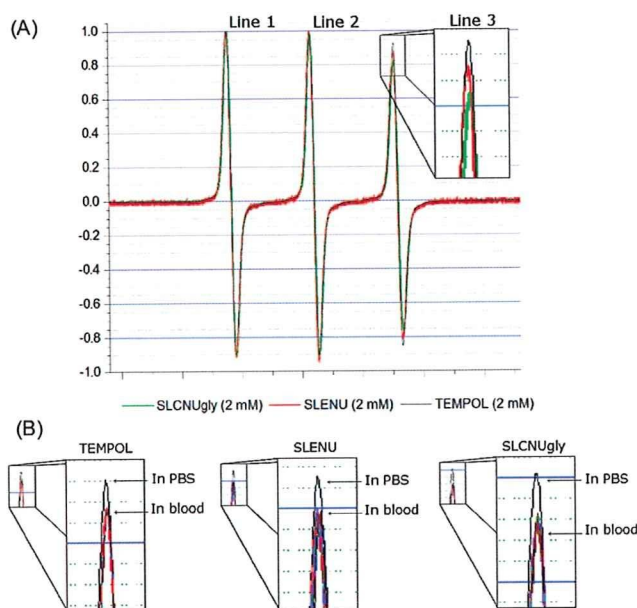 (A)
Line 1 Line 2 Line 3
1.0
0.8
0.6
0.4
0.2
0.0
-0.2
-0.4
-0.6
-0.8
-1.0
SLCNUgly (2 mM) SLENU (2 mM) TEMPOL (2 mM)
(B)
TEMPOL SLENU SLCNUgly
In PBS In PBS In PBS
In blood In blood In blood